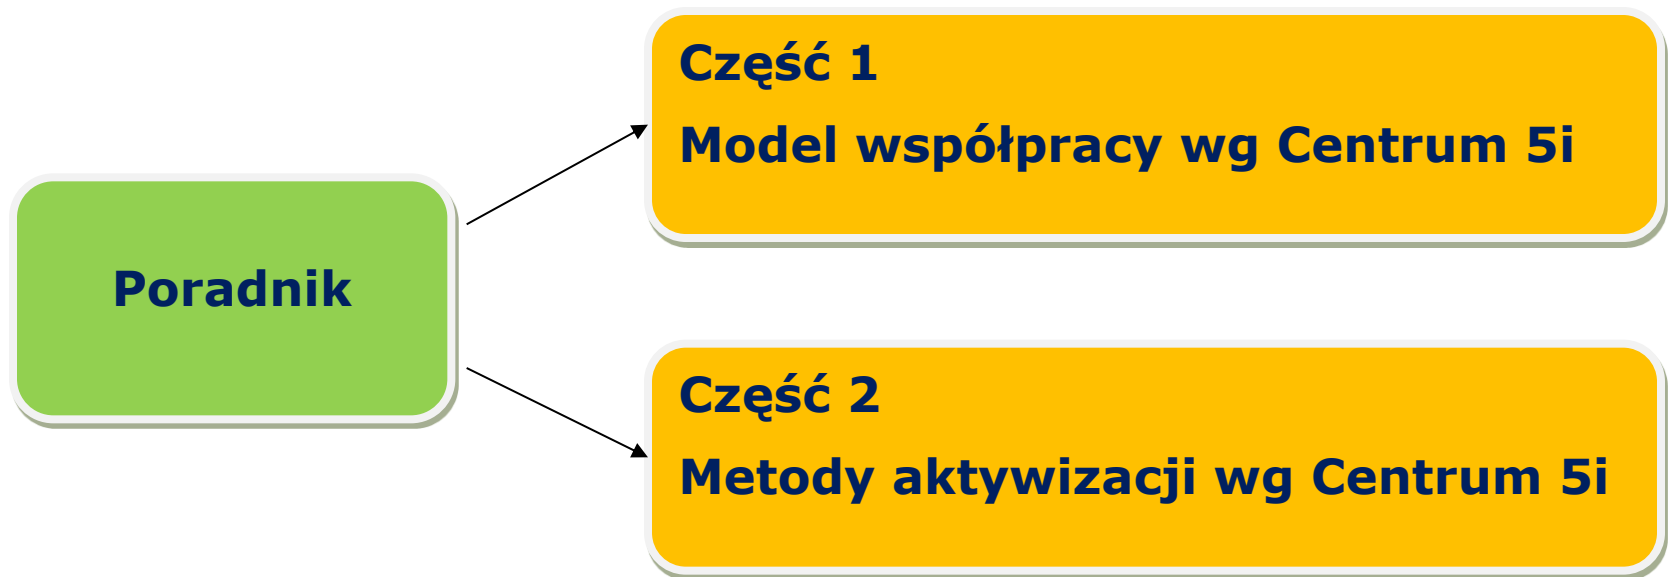 Poradnik
Część 1
Model współpracy wg Centrum 5i
Część 2
Metody aktywizacji wg Centrum 5i